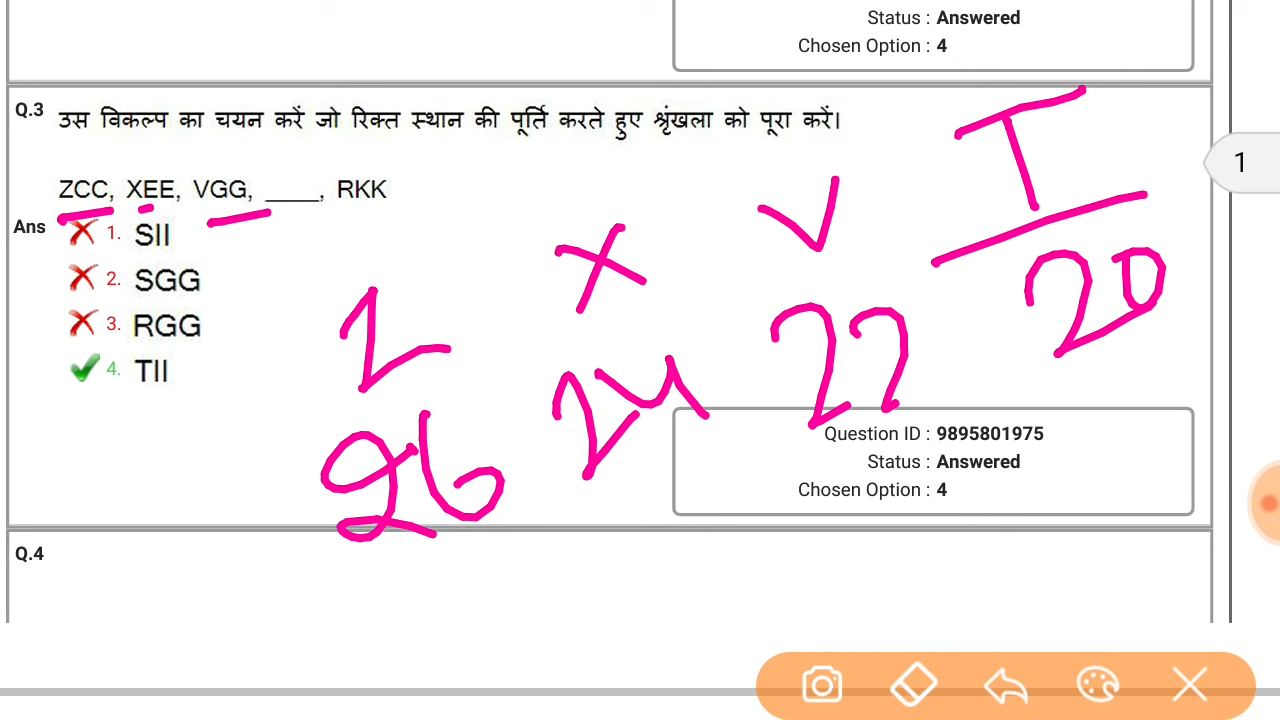 Status : Answered
Chosen Option : 4
Q.3 उस विकल्प का चयन करें जो रिक्त स्थान की पूर्ति करते हुए श्रृंखला को पूरा करें।
ZCC, XEE, VGG, ____, RKK
Ans 1. SII
2. SGG
3. RGG
4. TII
Z X V T
26 24 22 20
1
Question ID : 9895801975
Status : Answered
Chosen Option : 4
Q.4